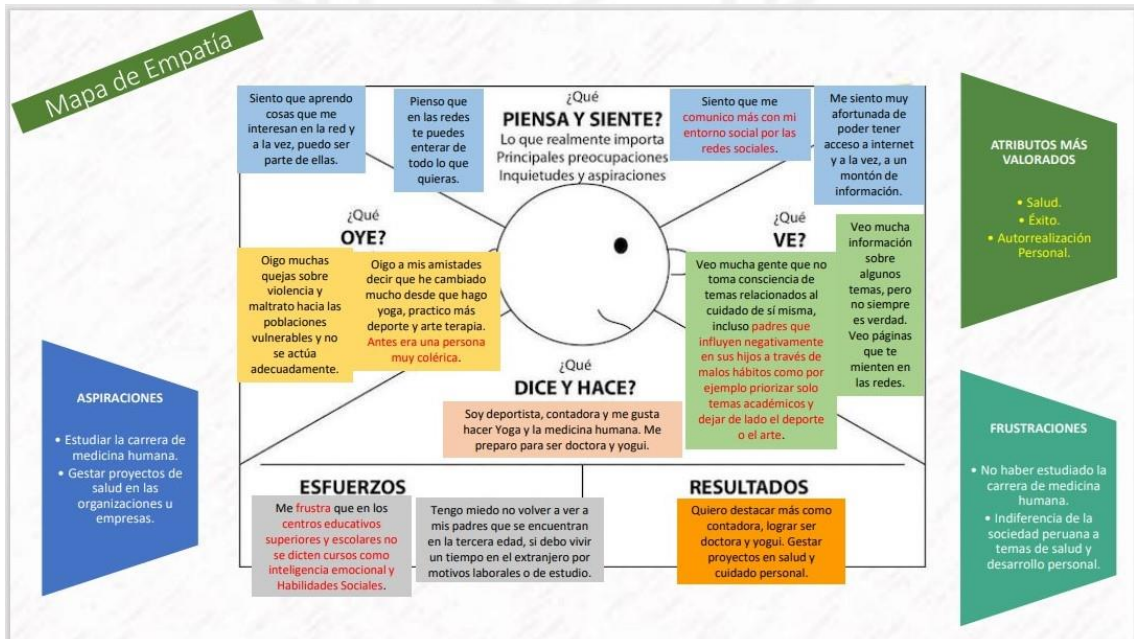 Mapa de Empatía
Siento que aprendo
cosas que me
interesan en la red y
a la vez, puedo ser
parte de ellas.
Pienso que
en las redes
te puedes
enterar de
todo lo que
quieras.
¿Qué
PIENSA Y SIENTE?
Lo que realmente importa
Principales preocupaciones
Inquietudes y aspiraciones
Siento que me
comunico más con mi
entorno social por las
redes sociales.
Me siento muy
afortunada de
poder tener
acceso a internet
y a la vez, a un
montón de
información.
ATRIBUTOS MÁS
VALORADOS
• Salud.
• Éxito.
• Autorrealización
Personal.
¿Qué
OYE?
Oigo muchas
quejas sobre
violencia y
maltrato hacia las
poblaciones
vulnerables y no
se actúa
adecuadamente.
Oigo a mis amistades
decir que he cambiado
mucho desde que hago
yoga, practico más
deporte y arte terapia.
Antes era una persona
muy colérica.
¿Qué
VE?
Veo mucha gente que no
toma consciencia de
temas relacionados al
cuidado de sí misma,
incluso padres que
influyen negativamente
en sus hijos a través de
malos hábitos como por
ejemplo priorizar solo
temas académicos y
dejar de lado el deporte
o el arte.
Veo mucha
información
sobre
algunos
temas, pero
no siempre
es verdad.
Veo páginas
que te
mienten en
las redes.
¿Qué
DICE Y HACE?
Soy deportista, contadora y me gusta
hacer Yoga y la medicina humana. Me
preparo para ser doctora y yogui.
ASPIRACIONES
• Estudiar la carrera de
medicina humana.
• Gestar proyectos de
salud en las
organizaciones u
empresas.
ESFUERZOS
Me frustra que en los
centros educativos
superiores y escolares no
se dicten cursos como
inteligencia emocional y
Habilidades Sociales.
Tengo miedo no volver a ver a
mis padres que se encuentran
en la tercera edad, si debo vivir
un tiempo en el extranjero por
motivos laborales o de estudio.
RESULTADOS
Quiero destacar más como
contadora, lograr ser
doctora y yogui. Gestar
proyectos en salud y
cuidado personal.
FRUSTRACIONES
• No haber estudiado la
carrera de medicina
humana.
• Indiferencia de la
sociedad peruana a
temas de salud y
desarrollo personal.